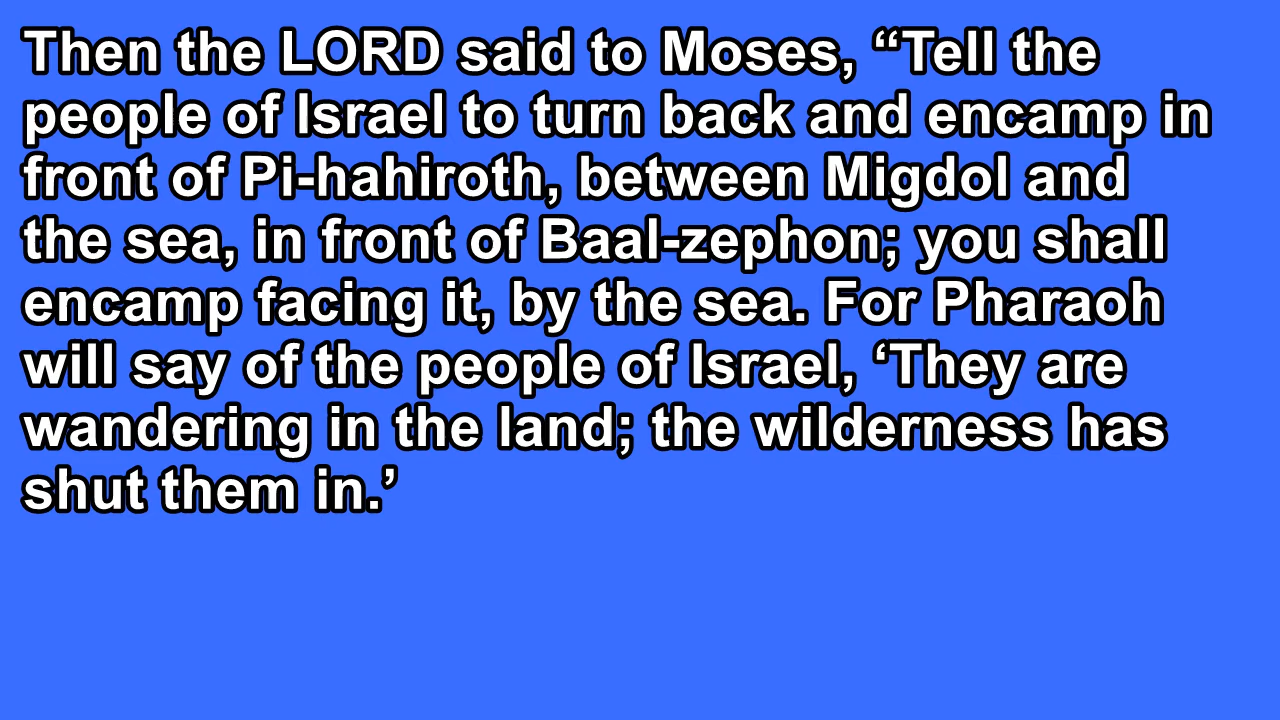 Then the LORD said to Moses, “Tell the
people of Israel to turn back and encamp in
front of Pi-hahiroth, between Migdol and
the sea, in front of Baal-zephon; you shall
encamp facing it, by the sea. For Pharaoh
will say of the people of Israel, ‘They are
wandering in the land; the wilderness has
shut them in.’